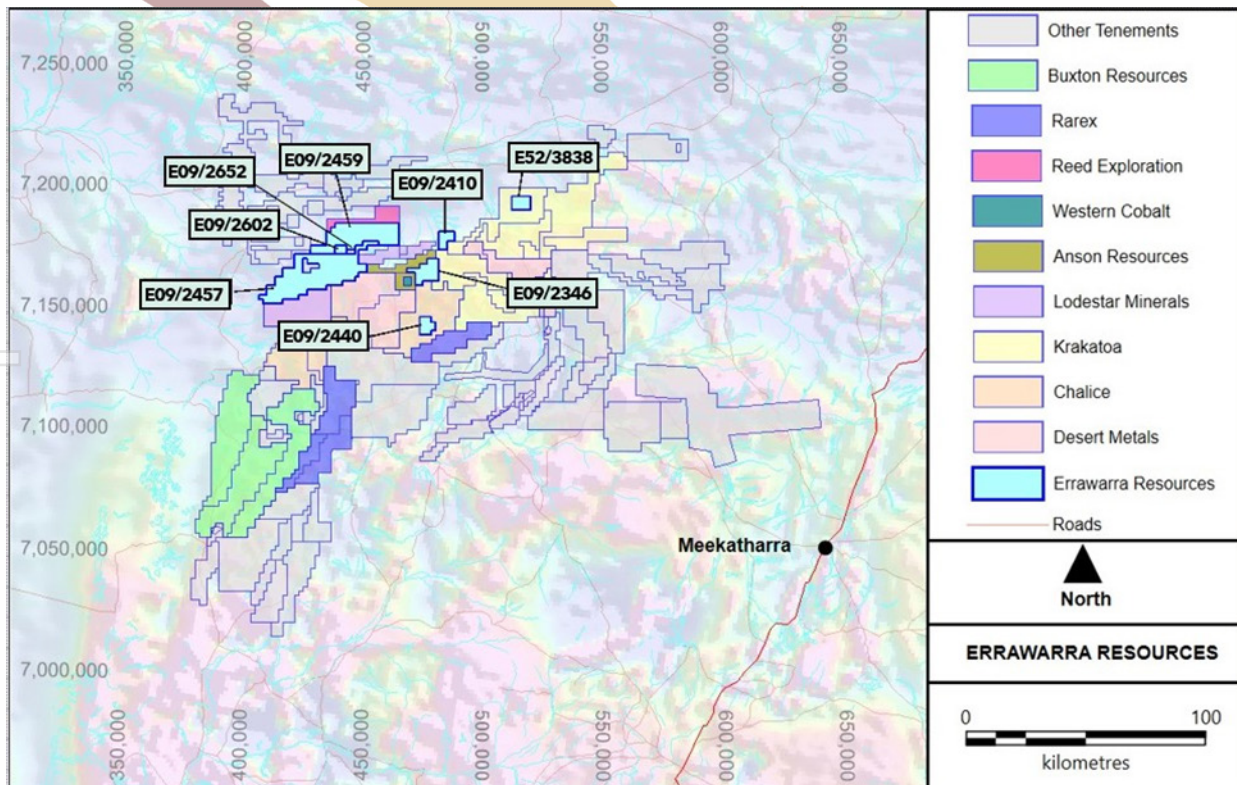 350,000
400,000
450,000
500,000
550,000
600,000
650,000
7,250,000
7,200,000
7,150,000
7,100,000
7,050,000
7,000,000
E09/2459
E09/2652
E52/3838
E09/2410
E09/2602
E09/2457
E09/2346
E09/2440
Meekatharra
350,000
400,000
450,000
500,000
550,000
600,000
650,000
Other Tenements
Buxton Resources
Rarex
Reed Exploration
Western Cobalt
Anson Resources
Lodestar Minerals
Krakatoa
Chalice
Desert Metals
Errawarra Resources
Roads
North
ERRAWARRA RESOURCES
0 100
kilometres